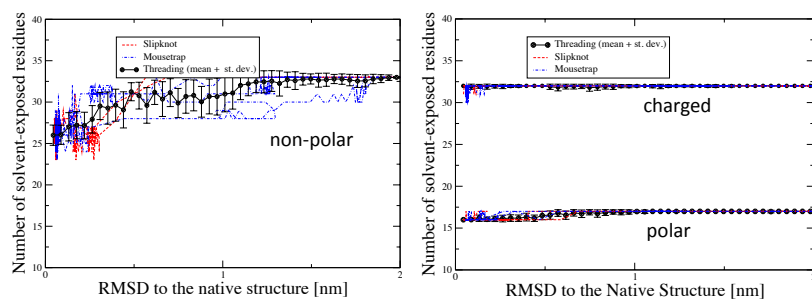 40
35
30
25
20
15
10
Number of solvent-exposed residues
Slipknot
Mousetrap
Threading (mean + st. dev.)
non-polar
0
1
2
RMSD to the native structure [nm]
40
35
30
25
20
15
10
Number of solvent-exposed residues
Threading (mean + st. dev.)
Slipknot
Mousetrap
charged
polar
0
1
RMSD to the Native Structure [nm]